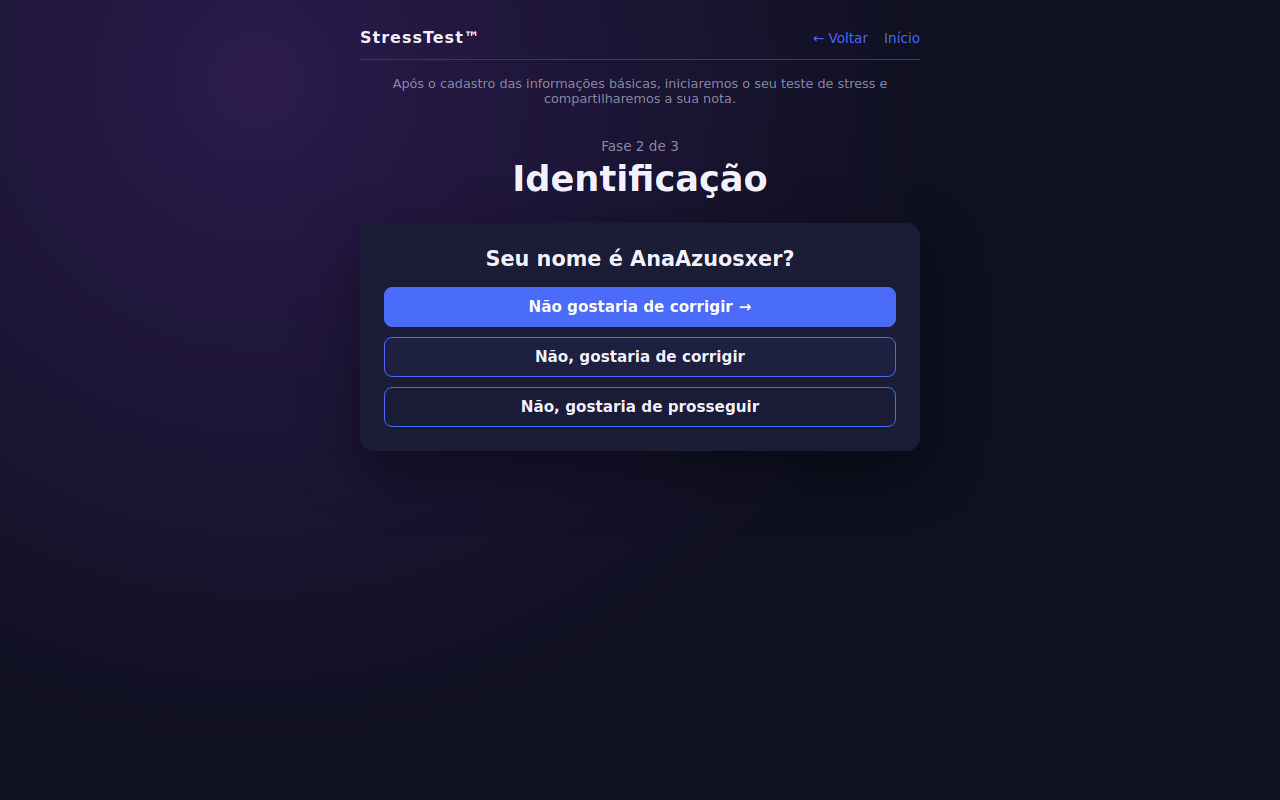 StressTest™
← Voltar Início
Após o cadastro das informações básicas, iniciaremos o seu teste de stress e
compartilharemos a sua nota.
Fase 2 de 3
Identificação
Seu nome é AnaAzuosxer?
Não gostaria de corrigir →
Não, gostaria de corrigir
Não, gostaria de prosseguir